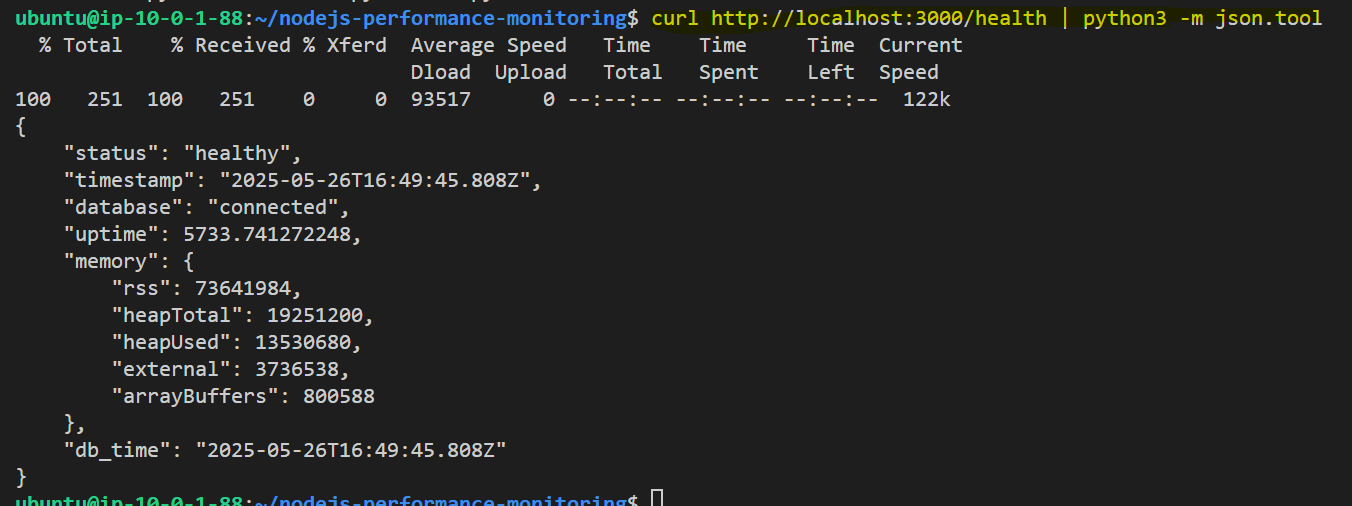 ubuntu@ip-10-0-1-88:~/nodejs-performance-monitoring$ curl http://localhost:3000/health | python3 -m json.tool
  % Total    % Received % Xferd  Average Speed   Time    Time     Time  Current
                                 Dload  Upload   Total   Spent    Left  Speed
100   251  100   251    0     0  93517      0 --:--:-- --:--:-- --:--:--  122k
{
    "status": "healthy",
    "timestamp": "2025-05-26T16:49:45.808Z",
    "database": "connected",
    "uptime": 5733.741272248,
    "memory": {
        "rss": 73641984,
        "heapTotal": 19251200,
        "heapUsed": 13530680,
        "external": 3736538,
        "arrayBuffers": 800588
    },
    "db_time": "2025-05-26T16:49:45.808Z"
}
ubuntu@ip-10-0-1-88:~/nodejs-performance-monitoring$